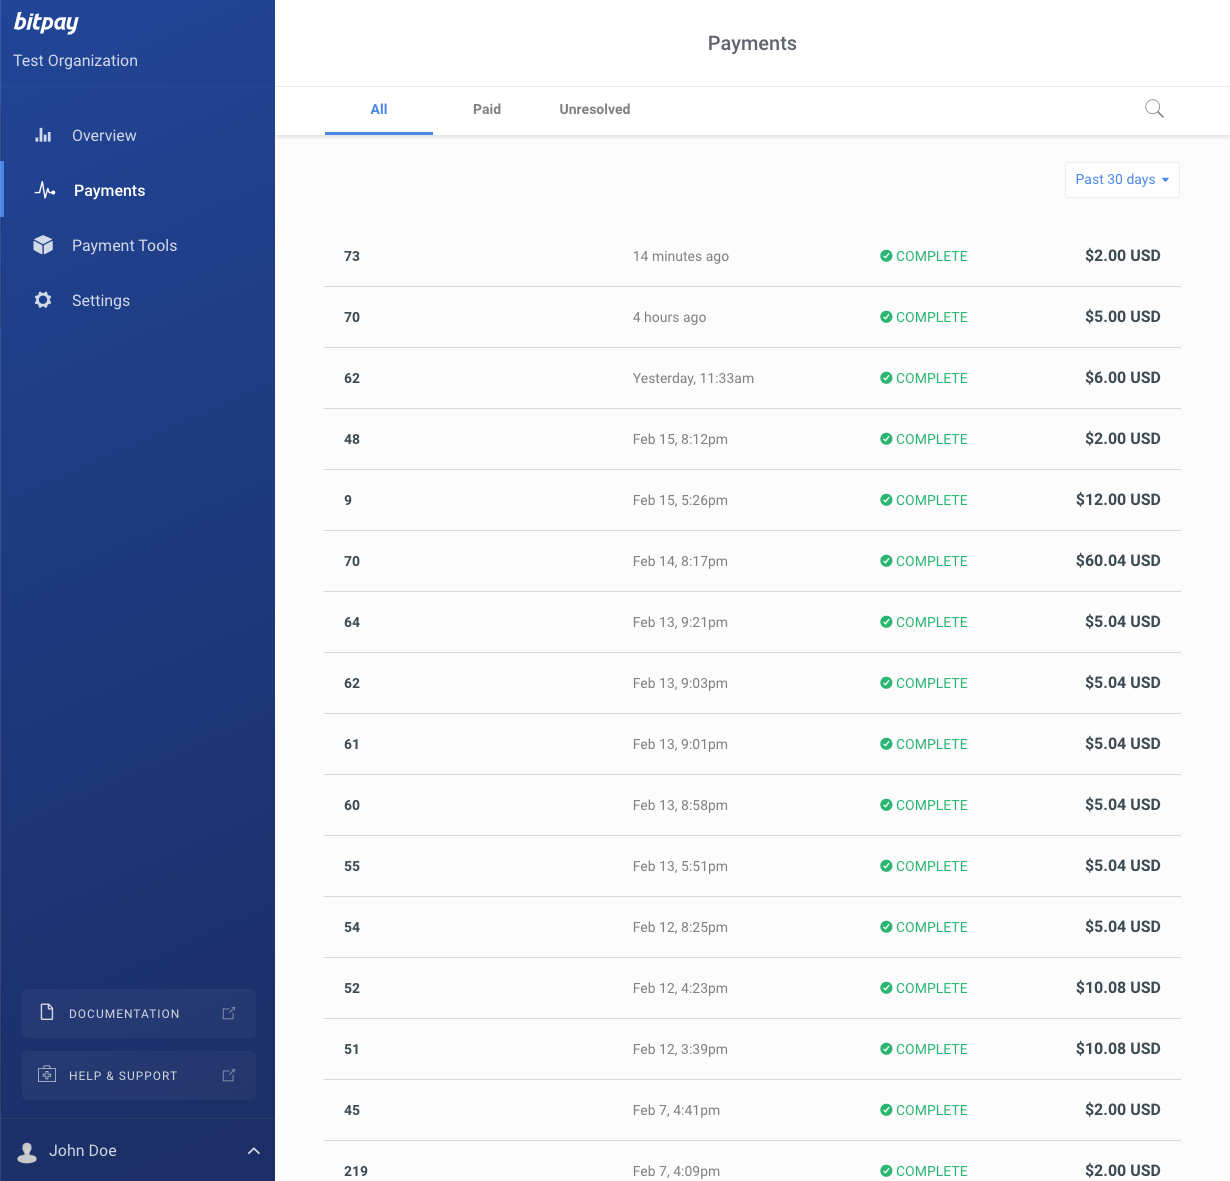 bitpay
Test Organization
Overview
Payments
Payment Tools
Settings
DOCUMENTATION
HELP & SUPPORT
John Doe
Payments
All Paid Unresolved
Past 30 days
73 14 minutes ago COMPLETE $2.00 USD
70 4 hours ago COMPLETE $5.00 USD
62 Yesterday, 11:33am COMPLETE $6.00 USD
48 Feb 15, 8:12pm COMPLETE $2.00 USD
9 Feb 15, 5:26pm COMPLETE $12.00 USD
70 Feb 14, 8:17pm COMPLETE $60.04 USD
64 Feb 13, 9:21pm COMPLETE $5.04 USD
62 Feb 13, 9:03pm COMPLETE $5.04 USD
61 Feb 13, 9:01pm COMPLETE $5.04 USD
60 Feb 13, 8:58pm COMPLETE $5.04 USD
55 Feb 13, 5:51pm COMPLETE $5.04 USD
54 Feb 12, 8:25pm COMPLETE $5.04 USD
52 Feb 12, 4:23pm COMPLETE $10.08 USD
51 Feb 12, 3:39pm COMPLETE $10.08 USD
45 Feb 7, 4:41pm COMPLETE $2.00 USD
219 Feb 7, 4:09pm COMPLETE $2.00 USD